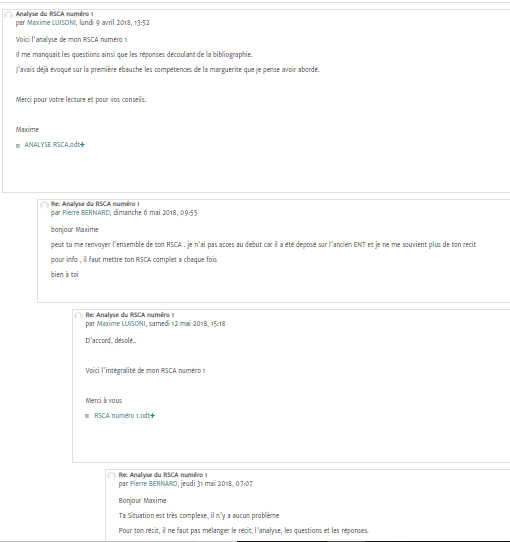 Analyse du RSCA numéro 1
par Maxime LUISONI, lundi 9 avril 2018, 13:52
Voici l'analyse de mon RSCA numéro 1
Il me manquait les questions ainsi que les réponses découlant de la bibliographie.
J'avais déjà évoqué sur la première ébauche les compétences de la marguerite que je pense avoir abordé.
Merci pour votre lecture et pour vos conseils.
Maxime
ANALYSE RSCA.odt+
Re: Analyse du RSCA numéro 1
par Pierre BERNARD, dimanche 6 mai 2018, 09:55
bonjour Maxime
peut tu me renvoyer l'ensemble de ton RSCA . je n'ai pas acces au debut car il a été deposé sur l'ancien ENT et je ne me souvient plus de ton recit
pour info , il faut mettre ton RSCA complet a chaque fois
bien à toi
Re: Analyse du RSCA numéro 1
par Maxime LUISONI, samedi 12 mai 2018, 15:18
D'accord, désolé..
Voici l'intégralité de mon RSCA numéro 1
Merci à vous
RSCA numéro 1.odt+
Re: Analyse du RSCA numéro 1
par Pierre BERNARD, jeudi 31 mai 2018, 07:07
Bonjour Maxime
Ta Situation est très complexe, il n'y a aucun problème
Pour ton récit, il ne faut pas mélanger le récit, l'analyse, les questions et les réponses.